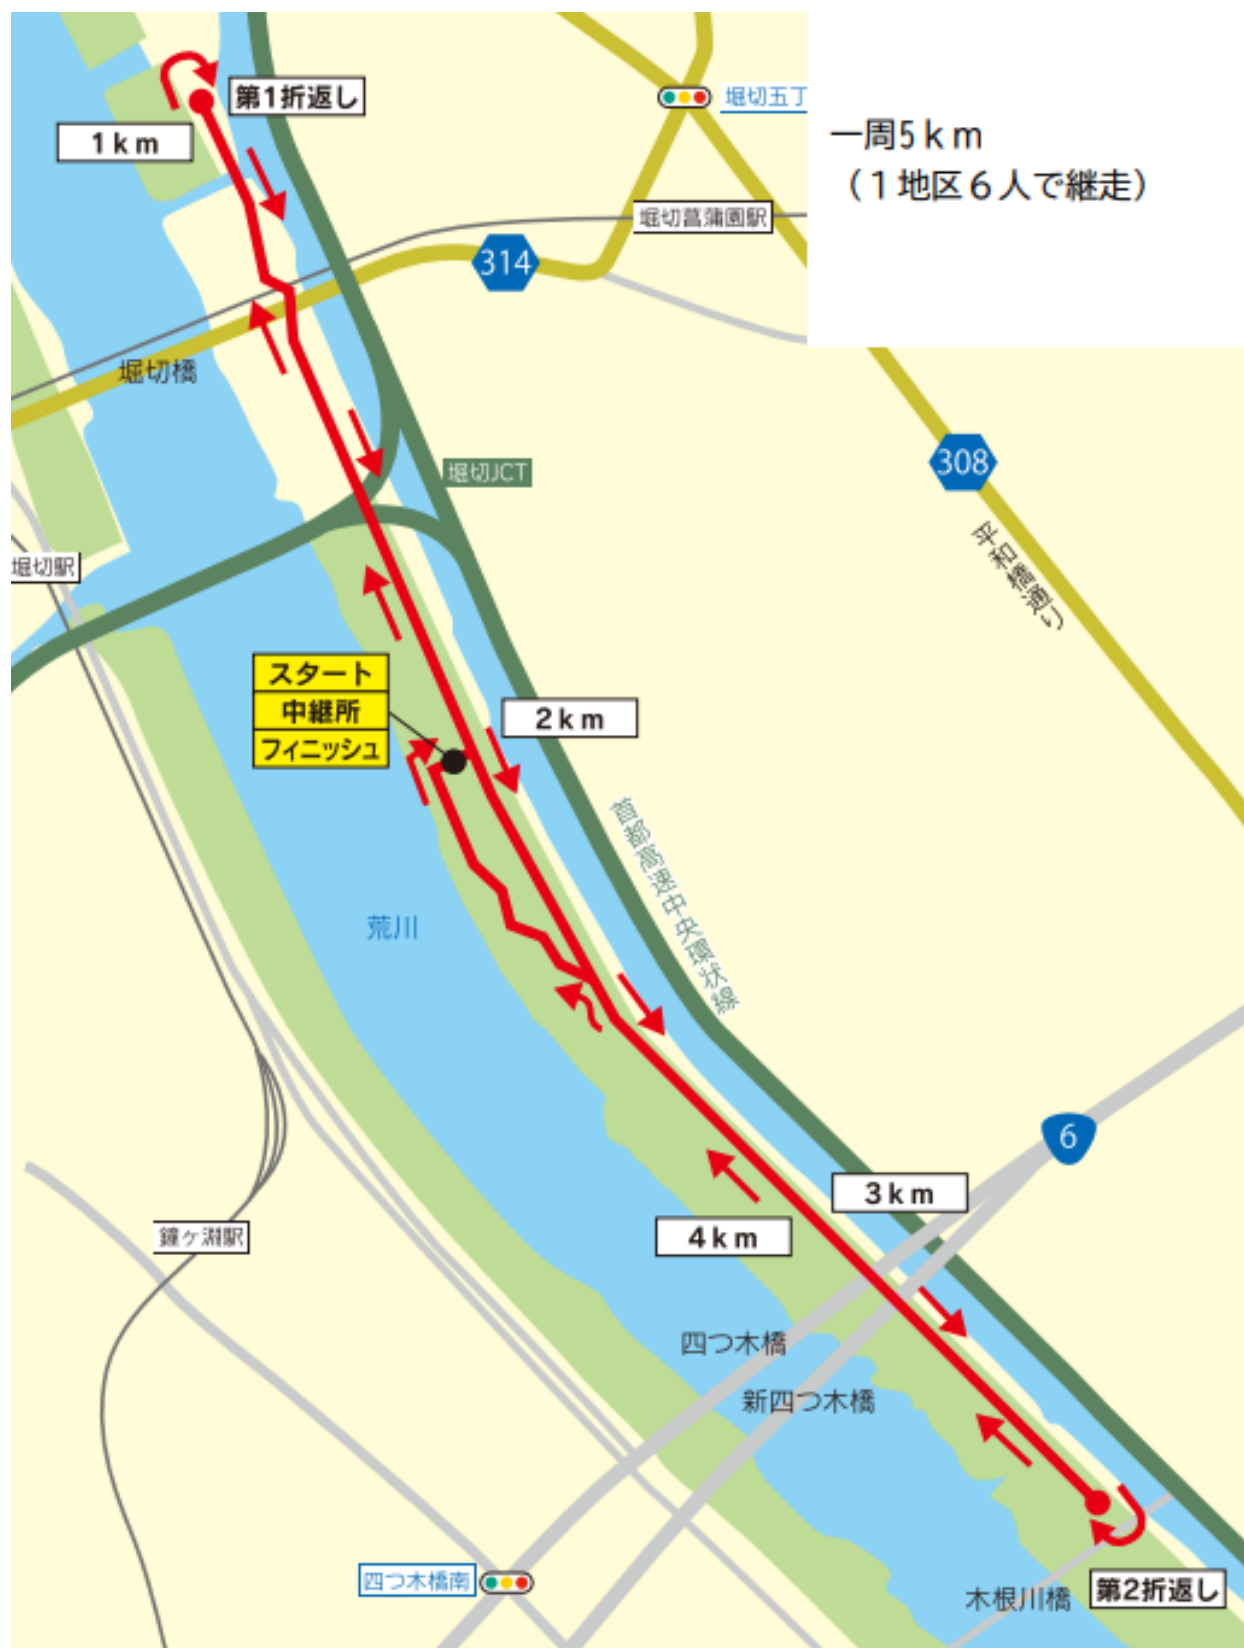 第1折返し
1km
堀切五丁
一周5km
（1地区6人で継走）
堀切菖蒲園駅
314
堀切橋
308
堀切JCT
平和橋通り
堀切駅
スタート
中継所
フィニッシュ
2km
首都高速中央環状線
荒川
6
3km
4km
鐘ヶ淵駅
四つ木橋
新四つ木橋
四つ木橋南
木根川橋
第2折返し